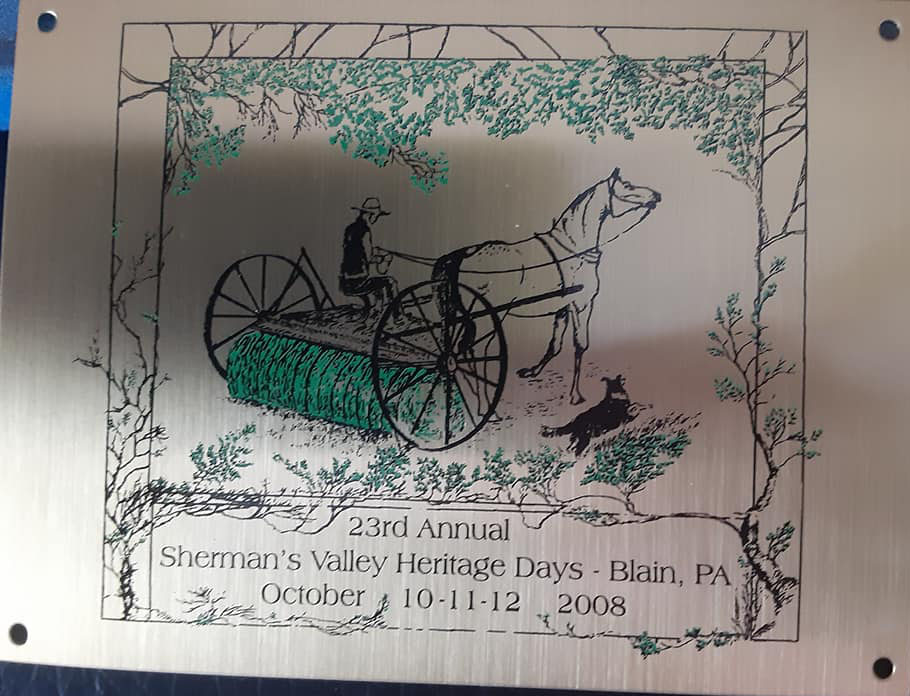 23rd Annual
Sherman's Valley Heritage Days - Blain, PA
October 10-11-12 2008